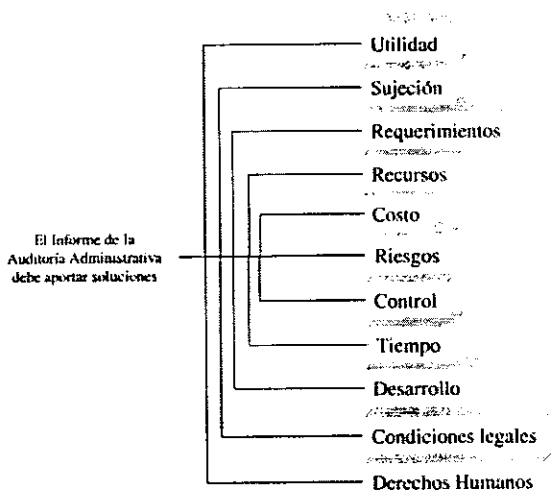 Utilidad
Sujeción
Requerimientos
Recursos
Costo
El Informe de la
Auditoría Administrativa
debe aportar soluciones
Riesgos
Control
Tiempo
Desarrollo
Condiciones legales
Derechos Humanos